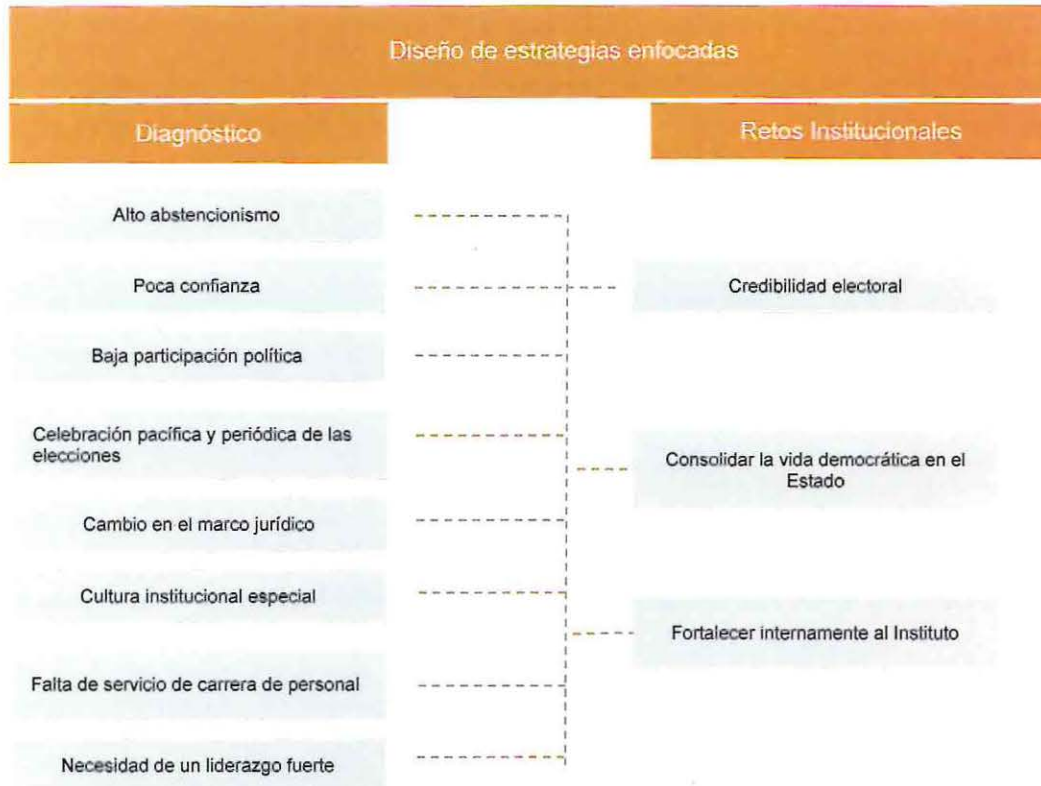 Diseño de estrategias enfocadas
Diagnóstico
Retos Institucionales
Alto abstencionismo
Poca confianza
Credibilidad electoral
Baja participación política
Celebración pacífica y periódica de las
elecciones
Consolidar la vida democrática en el
Estado
Cambio en el marco jurídico
Cultura institucional especial
Fortalecer internamente al Instituto
Falta de servicio de carrera de personal
Necesidad de un liderazgo fuerte